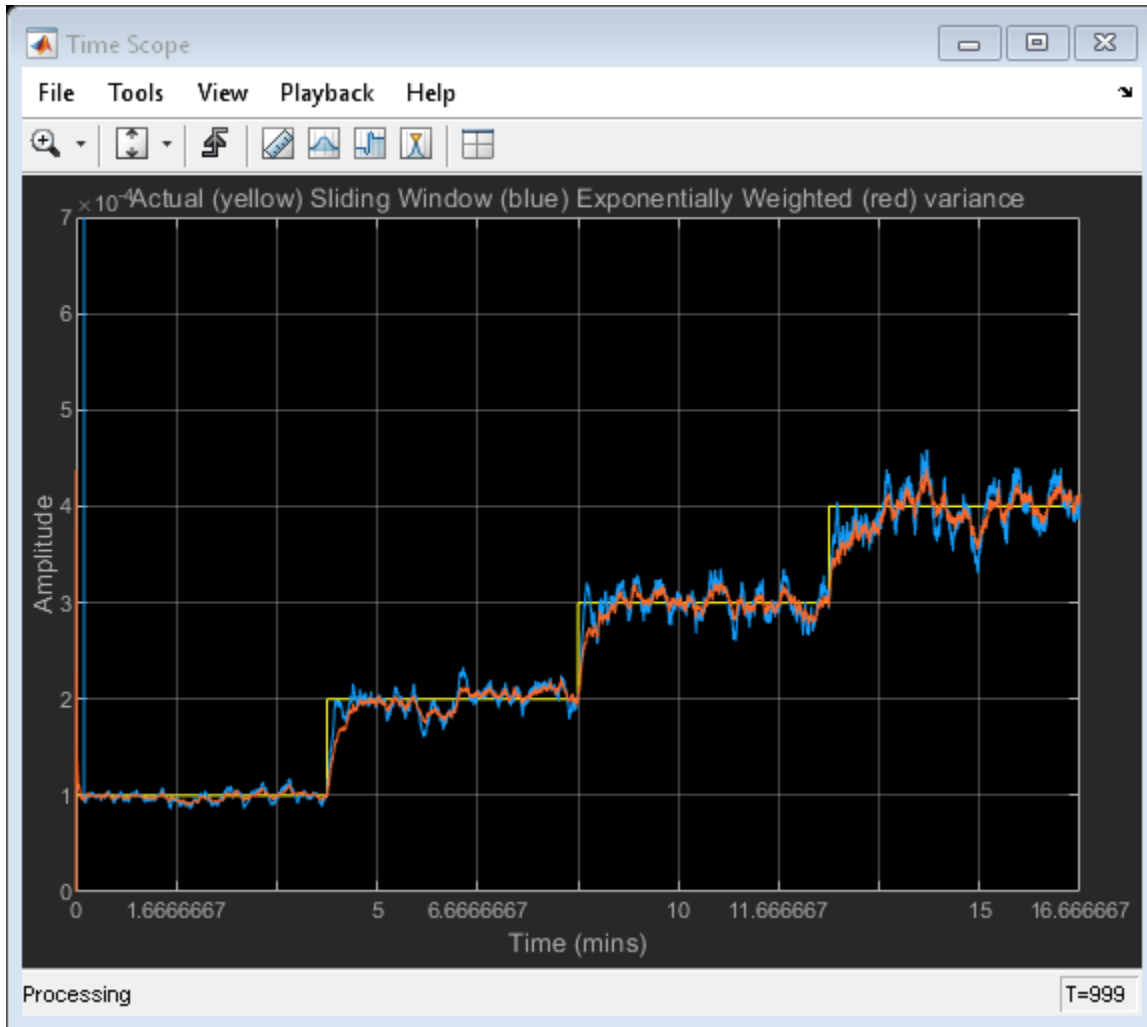 Time Scope
File Tools View Playback Help
×10⁻⁴ Actual (yellow) Sliding Window (blue) Exponentially Weighted (red) variance
7
6
5
4
3
2
1
0
Amplitude
0 1.6666667 5 6.6666667 10 11.666667 15 16.666667
Time (mins)
Processing T=999